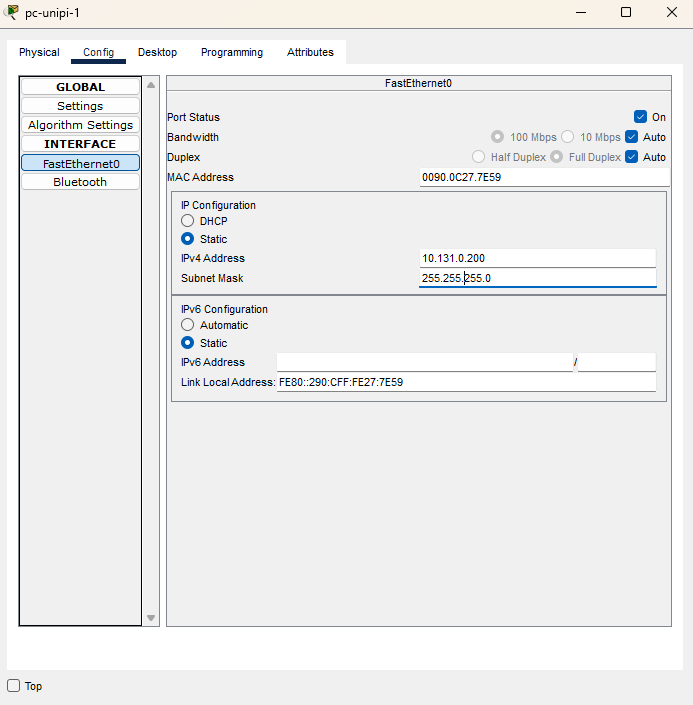 pc-unipi-1
Physical Config Desktop Programming Attributes
GLOBAL
Settings
Algorithm Settings
INTERFACE
FastEthernet0
Bluetooth
FastEthernet0
Port Status On
Bandwidth 100 Mbps 10 Mbps Auto
Duplex Half Duplex Full Duplex Auto
MAC Address 0090.0C27.7E59
IP Configuration
DHCP
Static
IPv4 Address 10.131.0.200
Subnet Mask 255.255.255.0
IPv6 Configuration
Automatic
Static
IPv6 Address /
Link Local Address: FE80::290:CFF:FE27:7E59
Top